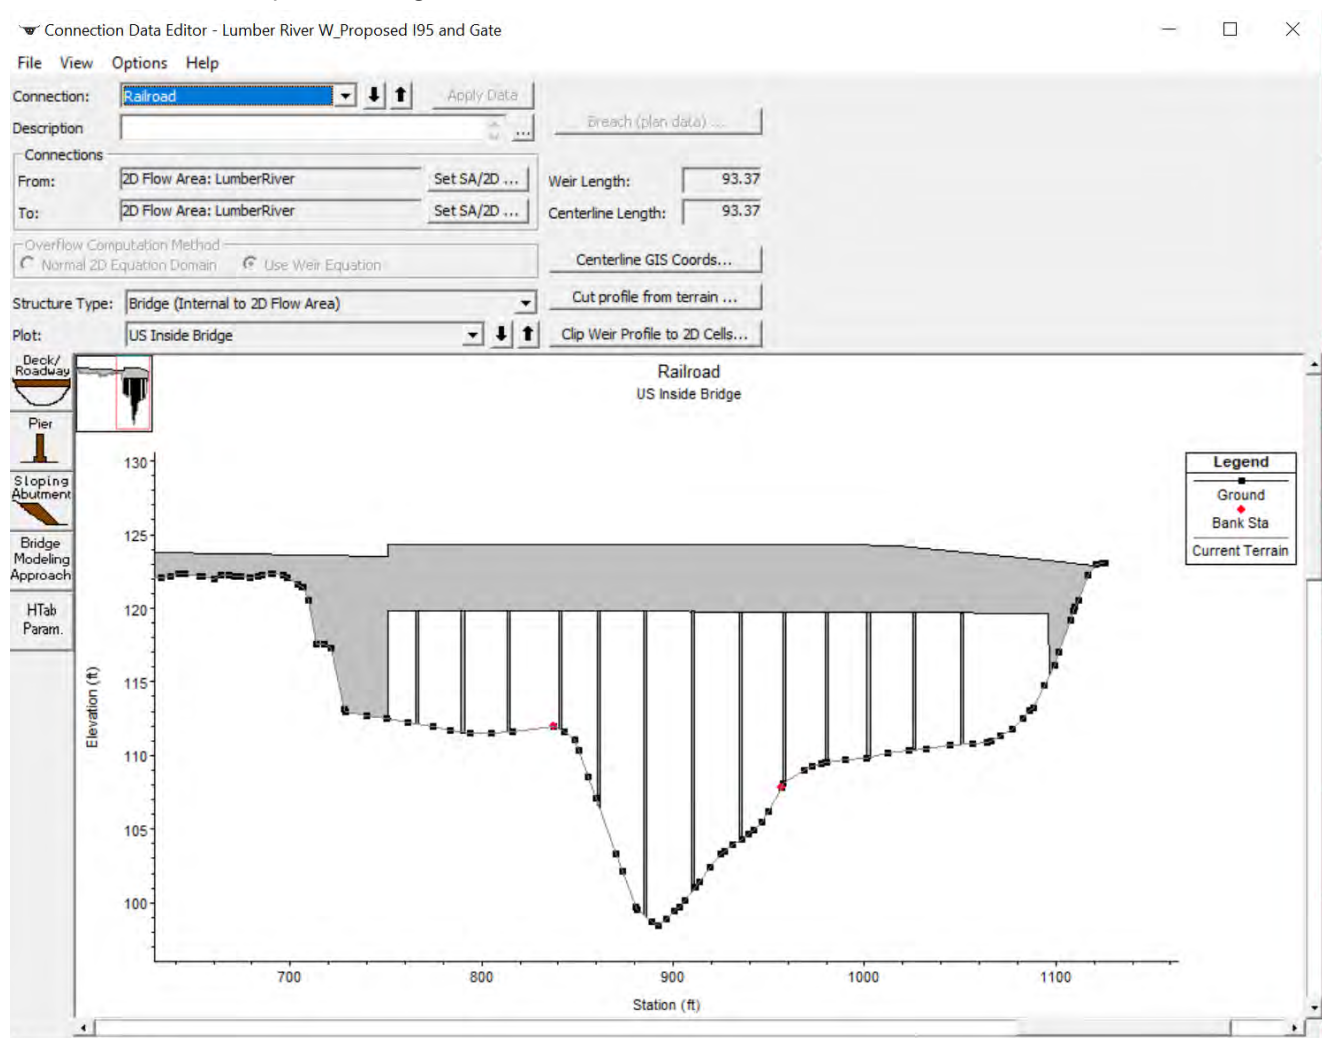 Connection Data Editor - Lumber River W_Proposed I95 and Gate
File View Options Help
Connection: Railroad Apply Data
Description ... Breach (plan data) ...
Connections
From: 2D Flow Area: LumberRiver Set SA/2D ... Weir Length: 93.37
To: 2D Flow Area: LumberRiver Set SA/2D ... Centerline Length: 93.37
Overflow Computation Method
Normal 2D Equation Domain Use Weir Equation Centerline GIS Coords...
Structure Type: Bridge (Internal to 2D Flow Area) Cut profile from terrain ...
Plot: US Inside Bridge Clip Weir Profile to 2D Cells...
Deck/
Roadway
Pier
Sloping
Abutment
Bridge
Modeling
Approach
HTab
Param.
Railroad
US Inside Bridge
130
125
120
115
110
105
100
Elevation (ft)
700 800 900 1000 1100
Station (ft)
Legend
Ground
Bank Sta
Current Terrain